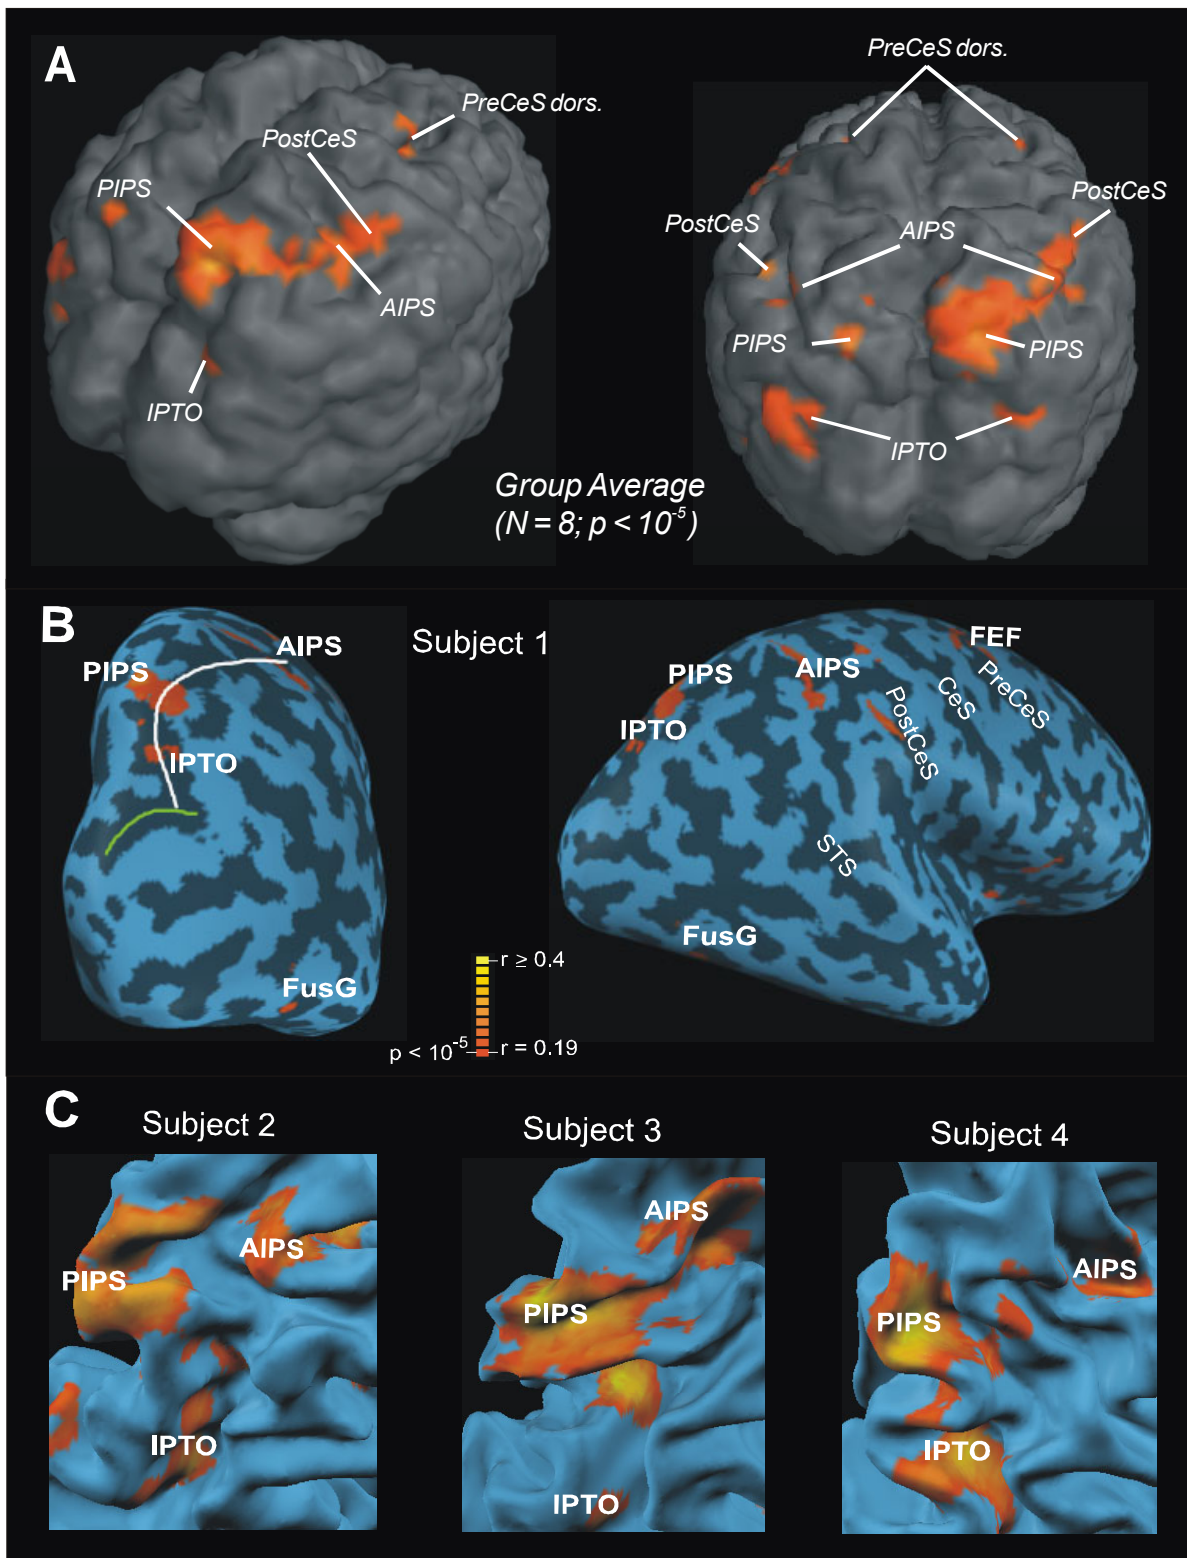 A
PreCeS dors.
PostCeS
PIPS
AIPS
IPTO
PreCeS dors.
PostCeS
PostCeS
AIPS
PIPS
PIPS
IPTO
Group Average
(N = 8; p < 10⁻⁵)
B
Subject 1
AIPS
PIPS
IPTO
FusG
FEF
PIPS
AIPS
IPTO
PostCeS
CeS
PreCeS
STS
FusG
r ≥ 0.4
p < 10⁻⁵
r = 0.19
C
Subject 2
AIPS
PIPS
IPTO
Subject 3
AIPS
PIPS
IPTO
Subject 4
AIPS
PIPS
IPTO